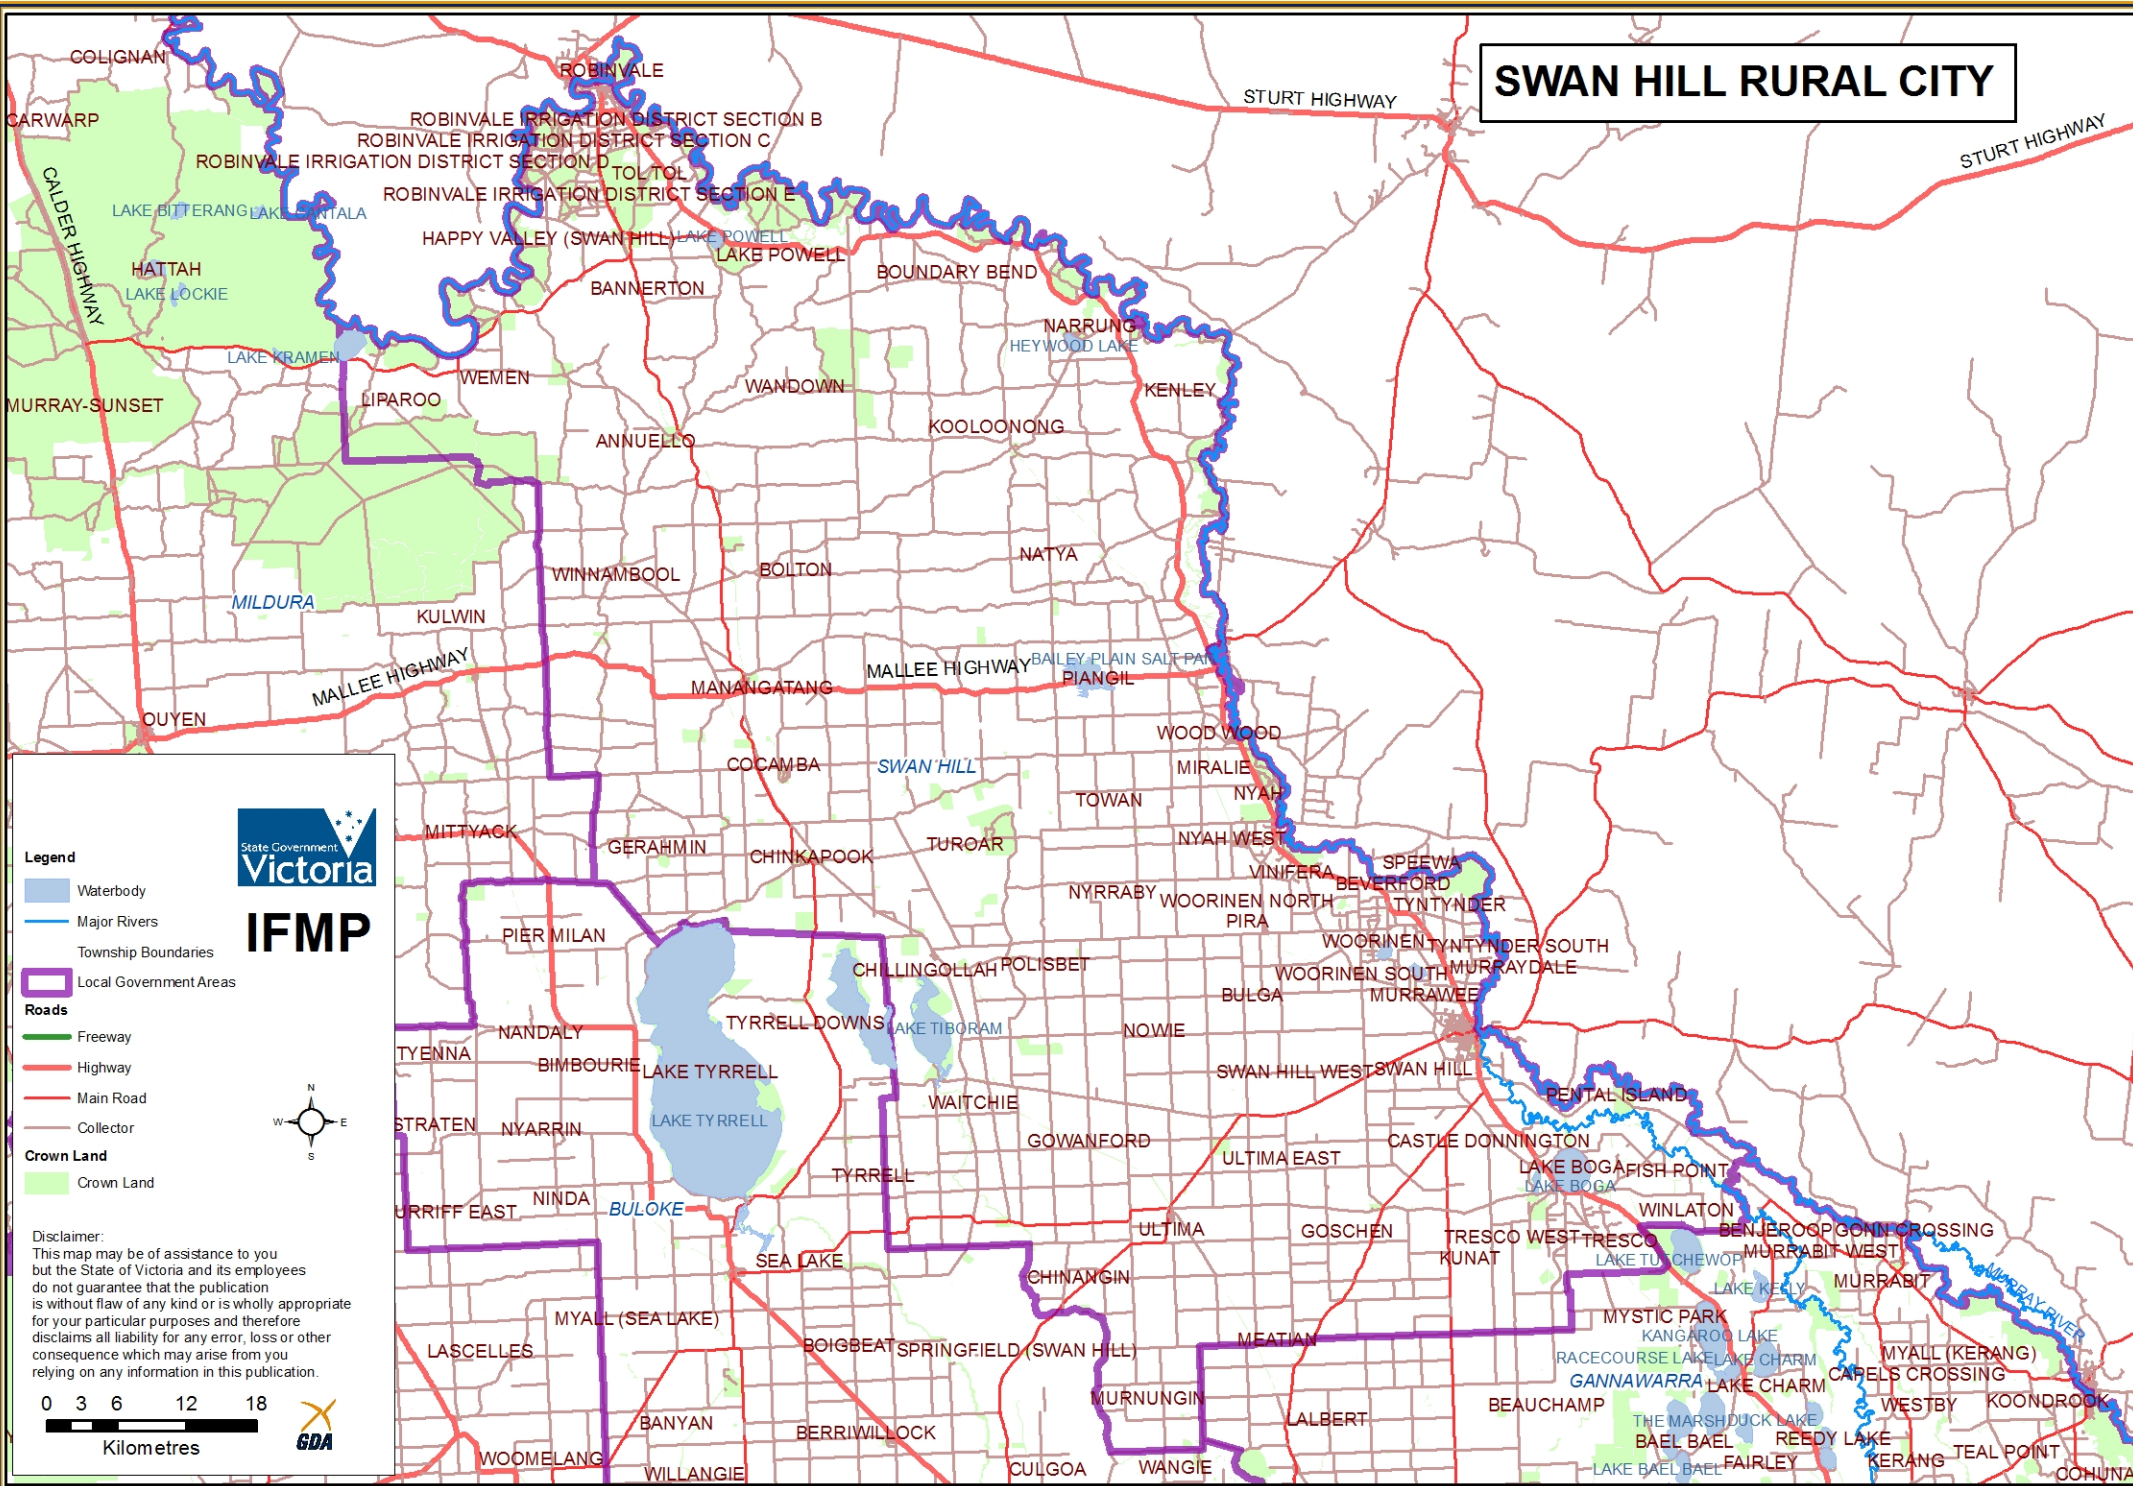 SWAN HILL RURAL CITY
COLIGNAN
ROBINVALE
STURT HIGHWAY
CARWARP
ROBINVALE IRRIGATION DISTRICT SECTION B
STURT HIGHWAY
ROBINVALE IRRIGATION DISTRICT SECTION C
ROBINVALE IRRIGATION DISTRICT SECTION D
TOL TOL
CALDER HIGHWAY
ROBINVALE IRRIGATION DISTRICT SECTION E
LAKE BITTERANG
LAKE CANTALA
HAPPY VALLEY (SWAN HILL)
LAKE POWELL
LAKE POWELL
HATTAH
BOUNDARY BEND
LAKE LOCKIE
BANNERTON
NARRUNG
HEYWOOD LAKE
LAKE KRAMEN
WEMEN
WANDOWN
KENLEY
LIPAROO
MURRAY-SUNSET
KOOLOONONG
ANNUELLO
NATYA
WINNAMBOOL
BOLTON
MILDURA
KULWIN
MALLEE HIGHWAY
MALLEE HIGHWAY
BAILEY PLAIN SALT PAN
PIANGIL
MANANGATANG
OUYEN
WOOD WOOD
COCAMBA
SWAN HILL
MIRALIE
NYAH
TOWAN
MITTYACK
NYAH WEST
GERAHMIN
TUROAR
CHINKAPOOK
SPEEWA
VINIFERA
BEVERFORD
NYRRABY
WOORINEN NORTH
TYNTYNDER
PIRA
PIER MILAN
WOORINEN
TYNTYNDER SOUTH
CHILLINGOLLAH
POLISBET
WOORINEN SOUTH
MURRAYDALE
BULGA
MURRAWEE
TYRRELL DOWNS
LAKE TIBORAM
NANDALY
NOWIE
TYENNA
BIMBOURIE
LAKE TYRRELL
SWAN HILL WEST
SWAN HILL
PENTAL ISLAND
WAITCHIE
LAKE TYRRELL
STRATEN
NYARRIN
GOWANFORD
CASTLE DONNINGTON
ULTIMA EAST
LAKE BOGA
FISH POINT
TYRRELL
LAKE BOGA
NINDA
BULOKE
URRIFF EAST
WINLATON
ULTIMA
GOSCHEN
TRESCO WEST
TRESCO
BENJEROOP
GONN CROSSING
KUNAT
LAKE TUTCHEWOP
MURRABIT WEST
SEA LAKE
CHINANGIN
MURRABIT
LAKE KELLY
MURRAY RIVER
MYALL (SEA LAKE)
MYSTIC PARK
KANGAROO LAKE
MEATIAN
BOIGBEAT
SPRINGFIELD (SWAN HILL)
LASCELLES
RACECOURSE LAKE
LAKE CHARM
MYALL (KERANG)
GANNAWARRA
LAKE CHARM
CAPELS CROSSING
MURNUNGIN
BEAUCHAMP
WESTBY
KOONDROOK
BANYAN
LALBERT
THE MARSH
DUCK LAKE
BERRIWILLOCK
BAEL BAEL
REEDY LAKE
WOOMELANG
TEAL POINT
WILLANGIE
CULGOA
WANGIE
LAKE BAEL BAEL
FAIRLEY
KERANG
COHUNA
State Government
Victoria
IFMP
Legend
Waterbody
Major Rivers
Township Boundaries
Local Government Areas
Roads
Freeway
Highway
Main Road
Collector
Crown Land
Crown Land
N
W E
S
Disclaimer:
This map may be of assistance to you
but the State of Victoria and its employees
do not guarantee that the publication
is without flaw of any kind or is wholly appropriate
for your particular purposes and therefore
disclaims all liability for any error, loss or other
consequence which may arise from you
relying on any information in this publication.
0 3 6 12 18
Kilometres
GDA